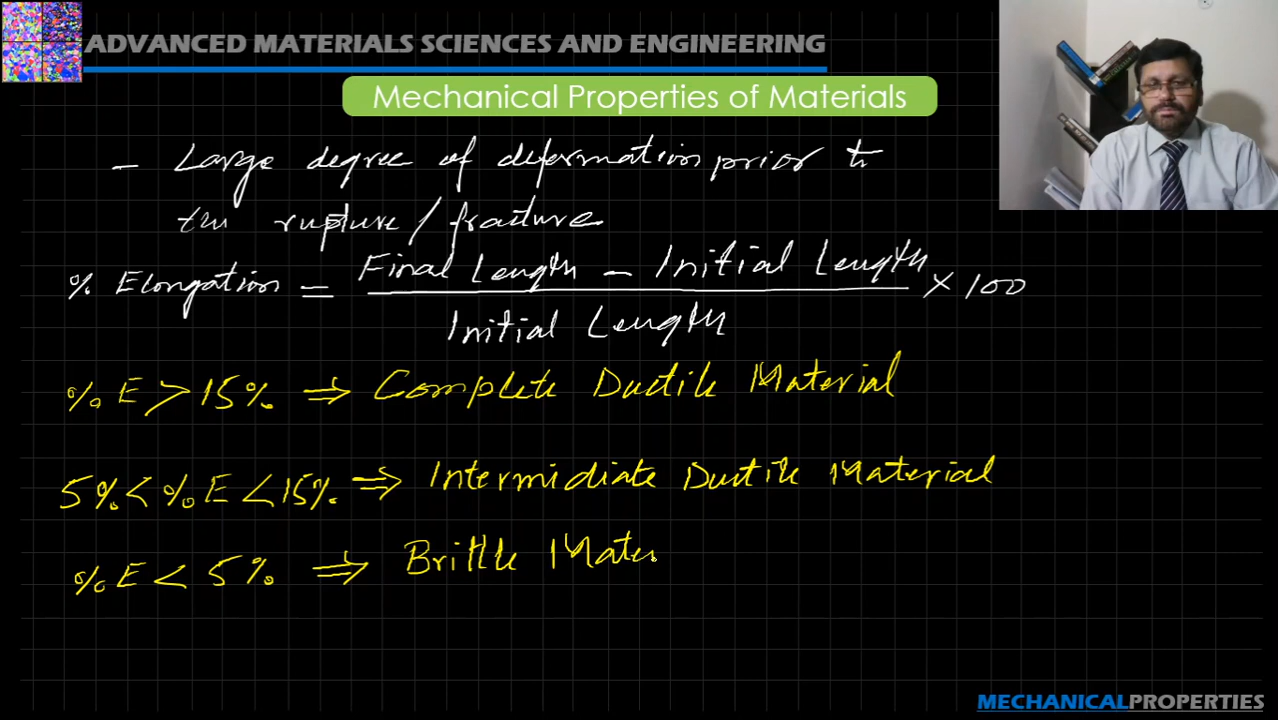 ADVANCED MATERIALS SCIENCES AND ENGINEERING
Mechanical Properties of Materials
- Large degree of deformation prior to
the rupture/fracture
% Elongation = Final Length - Initial Length / Initial Length × 100
% E > 15% ⇒ Complete Ductile Material
5% < % E < 15% ⇒ Intermidiate Ductile Material
% E < 5% ⇒ Brittle Mater
MECHANICALPROPERTIES